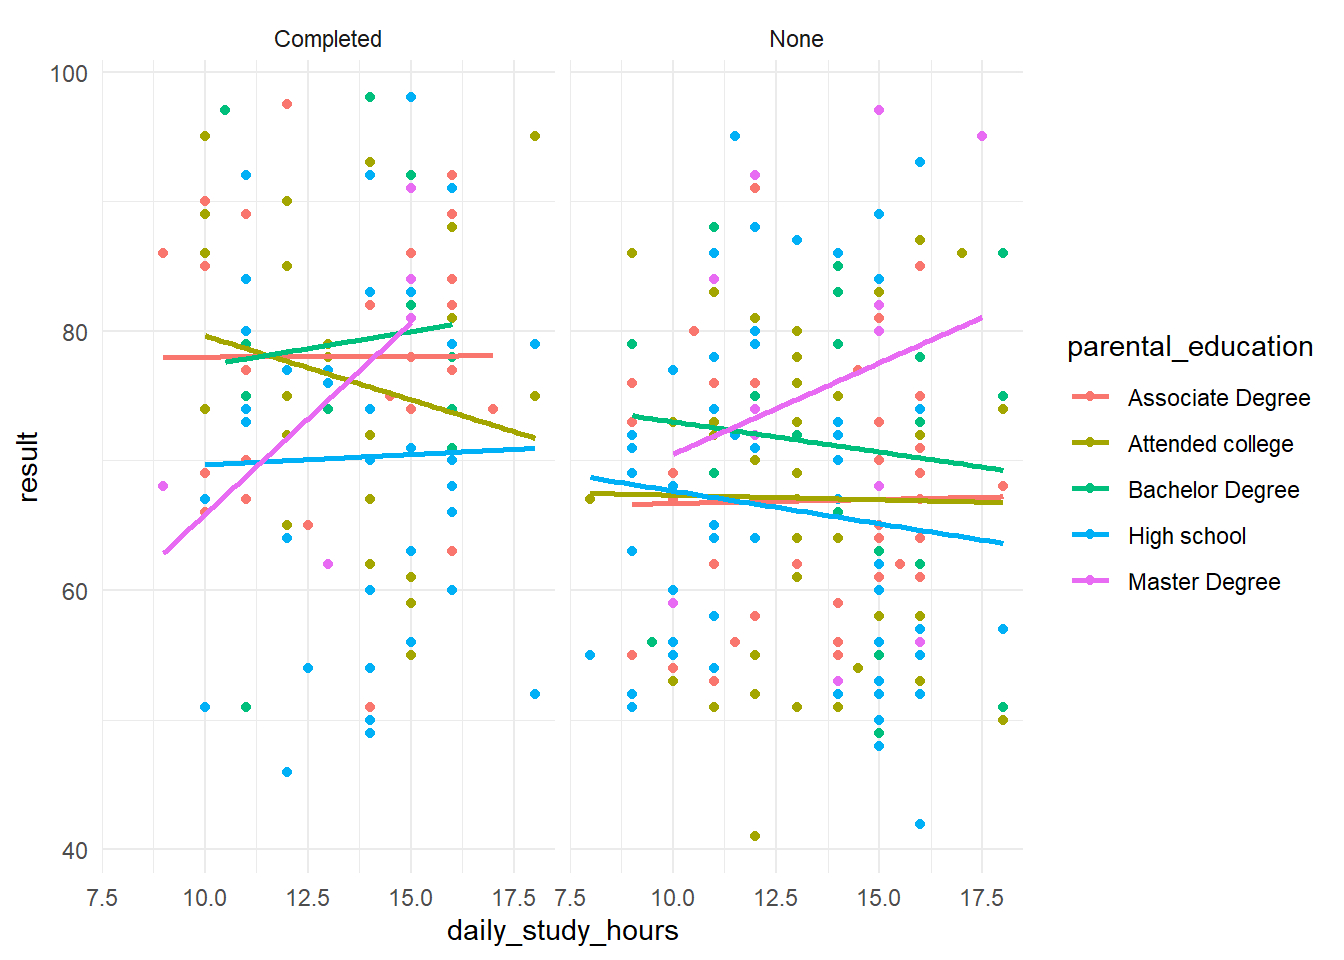 Completed
None
100
80
60
40
result
7.5 10.0 12.5 15.0 17.5 7.5 10.0 12.5 15.0 17.5
daily_study_hours
parental_education
Associate Degree
Attended college
Bachelor Degree
High school
Master Degree